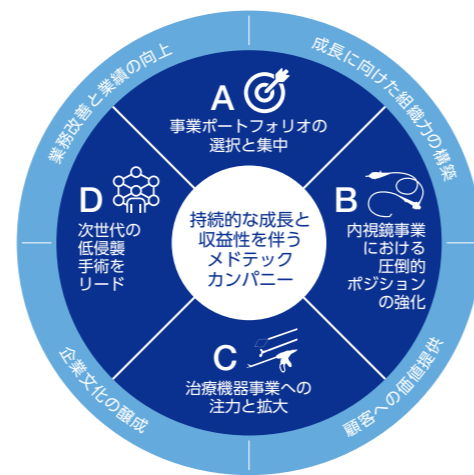 業務改善と業績の向上
成長に向けた組織力の構築
A
事業ポートフォリオの
選択と集中
D
次世代の
低侵襲
手術を
リード
持続的な成長と
収益性を伴う
メドテック
カンパニー
B
内視鏡事業
における
圧倒的
ポジション
の強化
C
治療機器事業への
注力と拡大
企業文化の醸成
顧客への価値提供